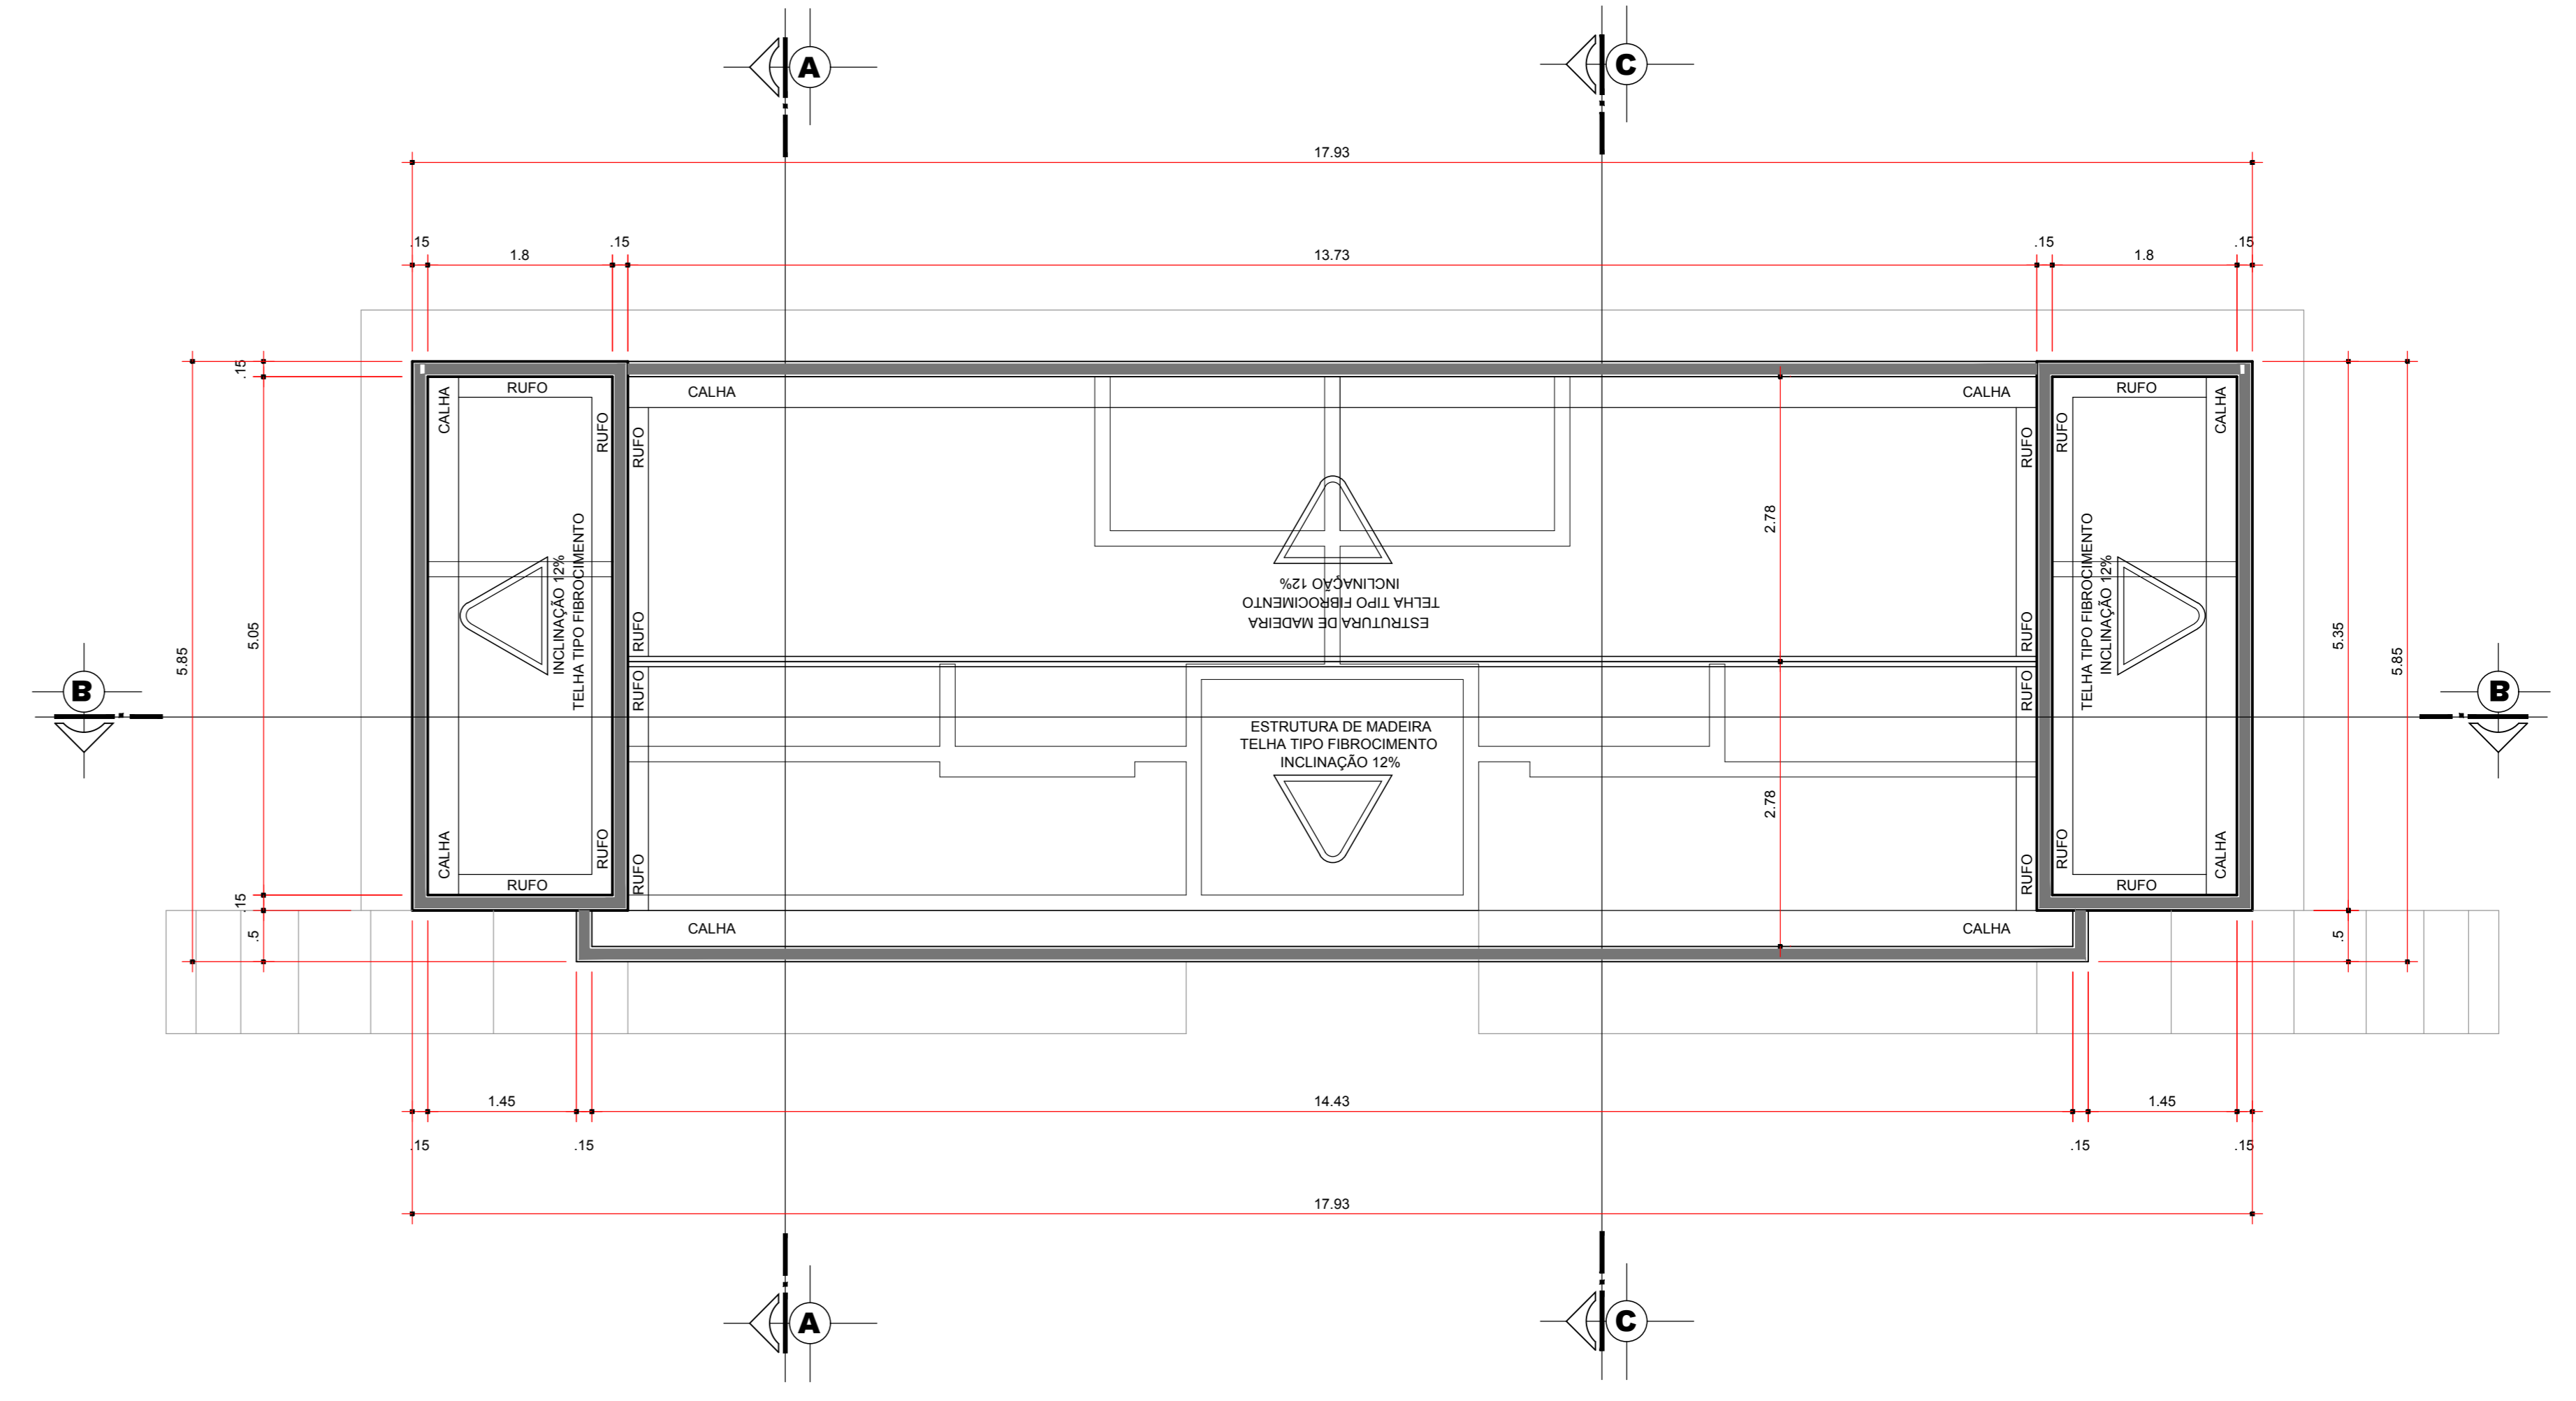 A
C
17.93
.15
1.8
.15
13.73
.15
1.8
.15
.15
CALHA
RUFO
RUFO
RUFO
CALHA
CALHA
RUFO
RUFO
RUFO
CALHA
5.85
5.05
INCLINAÇÃO 12%
TELHA TIPO FIBROCIMENTO
ESTRUTURA DE MADEIRA
TELHA TIPO FIBROCIMENTO
INCLINAÇÃO 12%
2.78
TELHA TIPO FIBROCIMENTO
INCLINAÇÃO 12%
5.35
5.85
RUFO
RUFO
B
B
RUFO
RUFO
ESTRUTURA DE MADEIRA
TELHA TIPO FIBROCIMENTO
INCLINAÇÃO 12%
2.78
CALHA
RUFO
RUFO
RUFO
RUFO
RUFO
RUFO
CALHA
.15
.5
CALHA
CALHA
.5
1.45
14.43
1.45
.15
.15
.15
.15
17.93
A
C